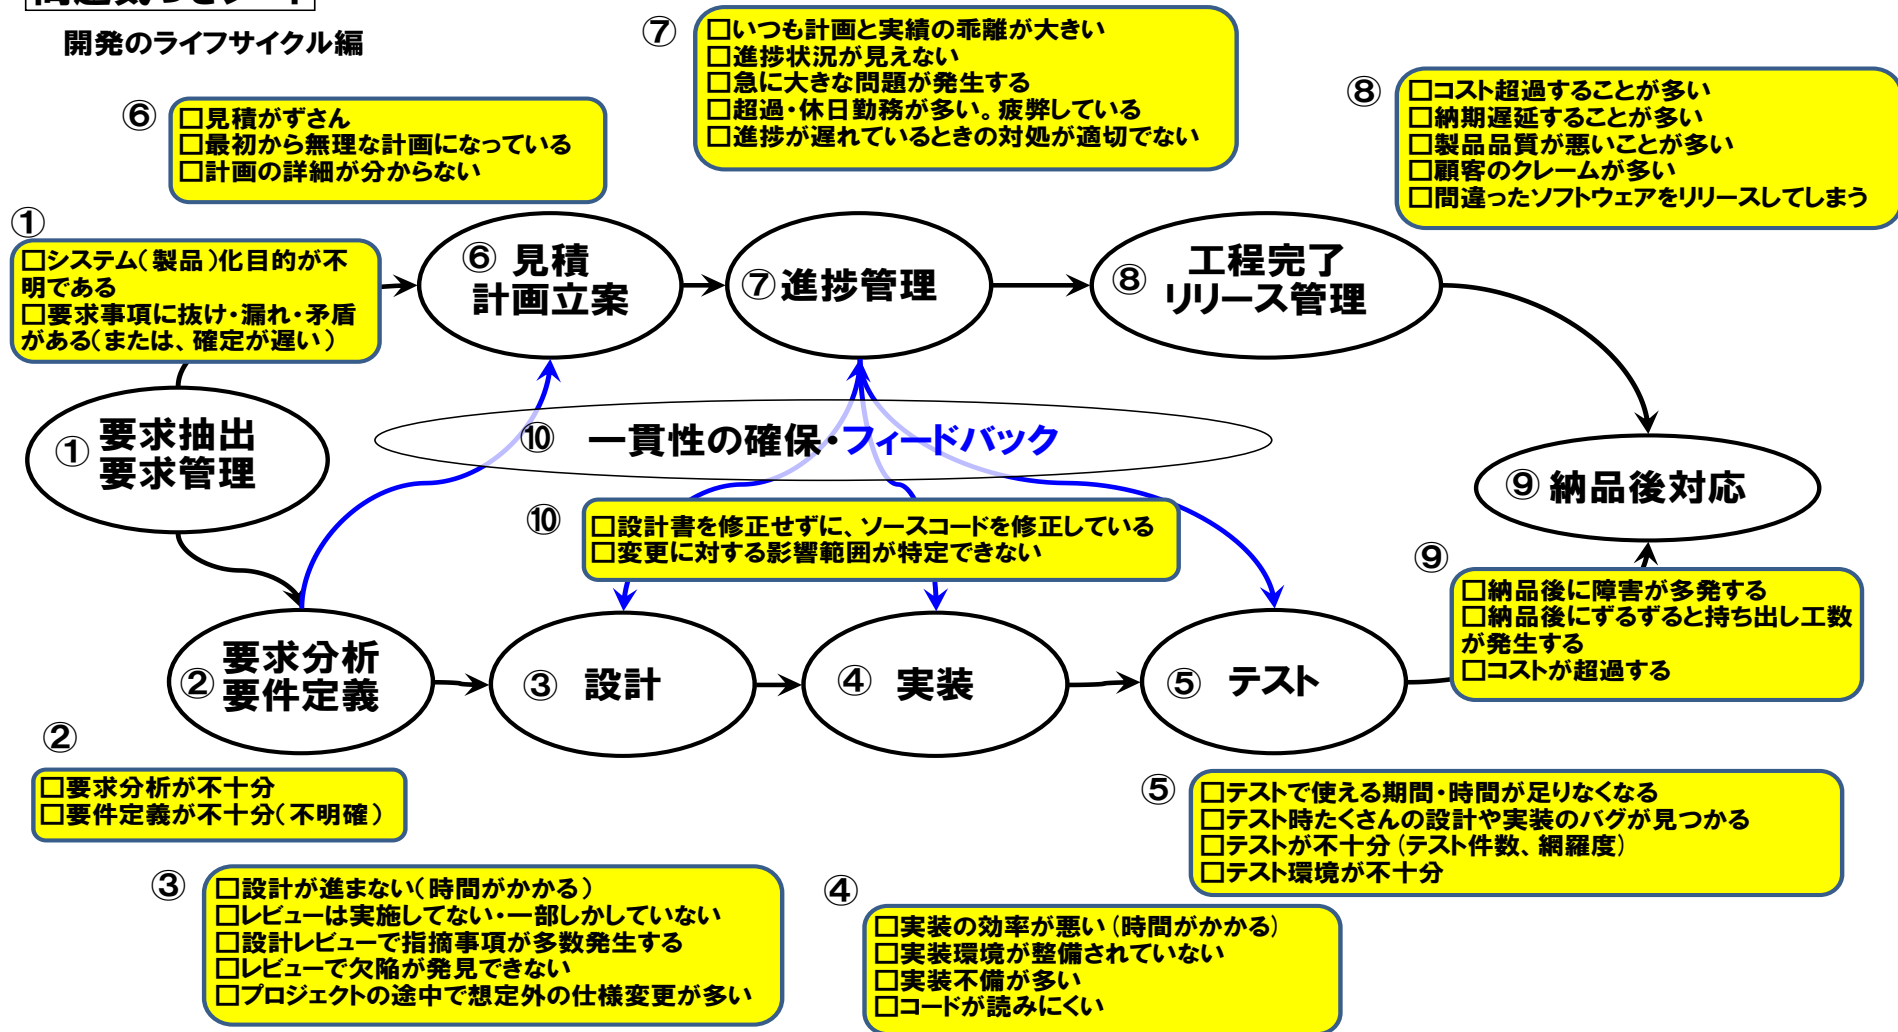 開発のライフサイクル編
⑥
□見積がずさん
□最初から無理な計画になっている
□計画の詳細が分からない
⑦
□いつも計画と実績の乖離が大きい
□進捗状況が見えない
□急に大きな問題が発生する
□超過・休日勤務が多い。疲弊している
□進捗が遅れているときの対処が適切でない
⑧
□コスト超過することが多い
□納期遅延することが多い
□製品品質が悪いことが多い
□顧客のクレームが多い
□間違ったソフトウェアをリリースしてしまう
①
□システム(製品)化目的が不
明である
□要求事項に抜け・漏れ・矛盾
がある(または、確定が遅い)
⑥ 見積
計画立案
⑦進捗管理
⑧ 工程完了
リリース管理
① 要求抽出
要求管理
⑩ 一貫性の確保・フィードバック
⑨納品後対応
⑩
□設計書を修正せずに、ソースコードを修正している
□変更に対する影響範囲が特定できない
⑨
□納品後に障害が多発する
□納品後にずるずると持ち出し工数
が発生する
□コストが超過する
② 要求分析
要件定義
③ 設計
④ 実装
⑤ テスト
②
□要求分析が不十分
□要件定義が不十分(不明確)
③
□設計が進まない(時間がかかる)
□レビューは実施してない・一部しかしていない
□設計レビューで指摘事項が多数発生する
□レビューで欠陥が発見できない
□プロジェクトの途中で想定外の仕様変更が多い
④
□実装の効率が悪い(時間がかかる)
□実装環境が整備されていない
□実装不備が多い
□コードが読みにくい
⑤
□テストで使える期間・時間が足りなくなる
□テスト時たくさんの設計や実装のバグが見つかる
□テストが不十分(テスト件数、網羅度)
□テスト環境が不十分